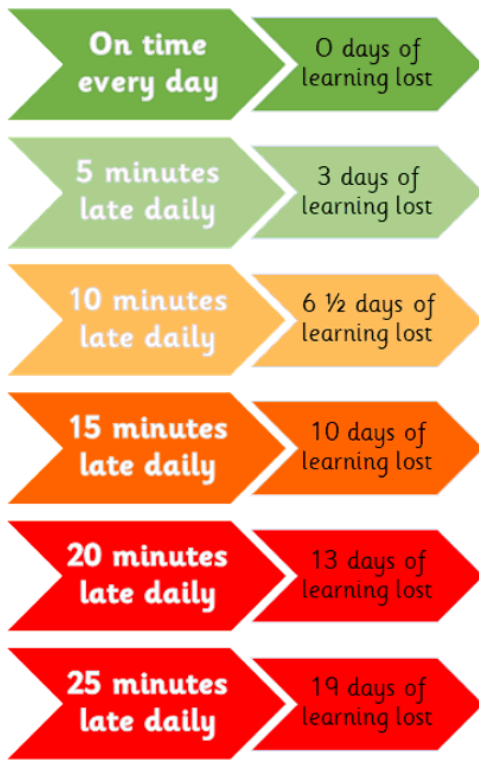 On time
every day
0 days of
learning lost
5 minutes
late daily
3 days of
learning lost
10 minutes
late daily
6 ½ days of
learning lost
15 minutes
late daily
10 days of
learning lost
20 minutes
late daily
13 days of
learning lost
25 minutes
late daily
19 days of
learning lost